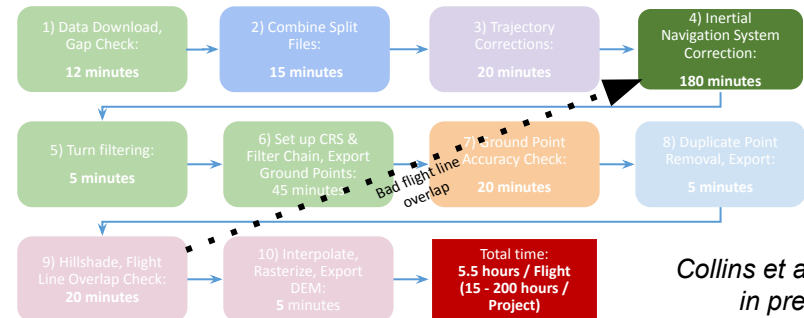 1) Data Download,
Gap Check:
12 minutes
2) Combine Split
Files:
15 minutes
3) Trajectory
Corrections:
20 minutes
4) Inertial
Navigation System
Correction:
180 minutes
5) Turn filtering:
5 minutes
6) Set up CRS &
Filter Chain, Export
Ground Points:
45 minutes
7) Ground Point
Accuracy Check:
20 minutes
8) Duplicate Point
Removal, Export:
5 minutes
Bad flight line
overlap
9) Hillshade, Flight
Line Overlap Check:
20 minutes
10) Interpolate,
Rasterize, Export
DEM:
5 minutes
Total time:
5.5 hours / Flight
(15 - 200 hours /
Project)
Collins et a
in pre